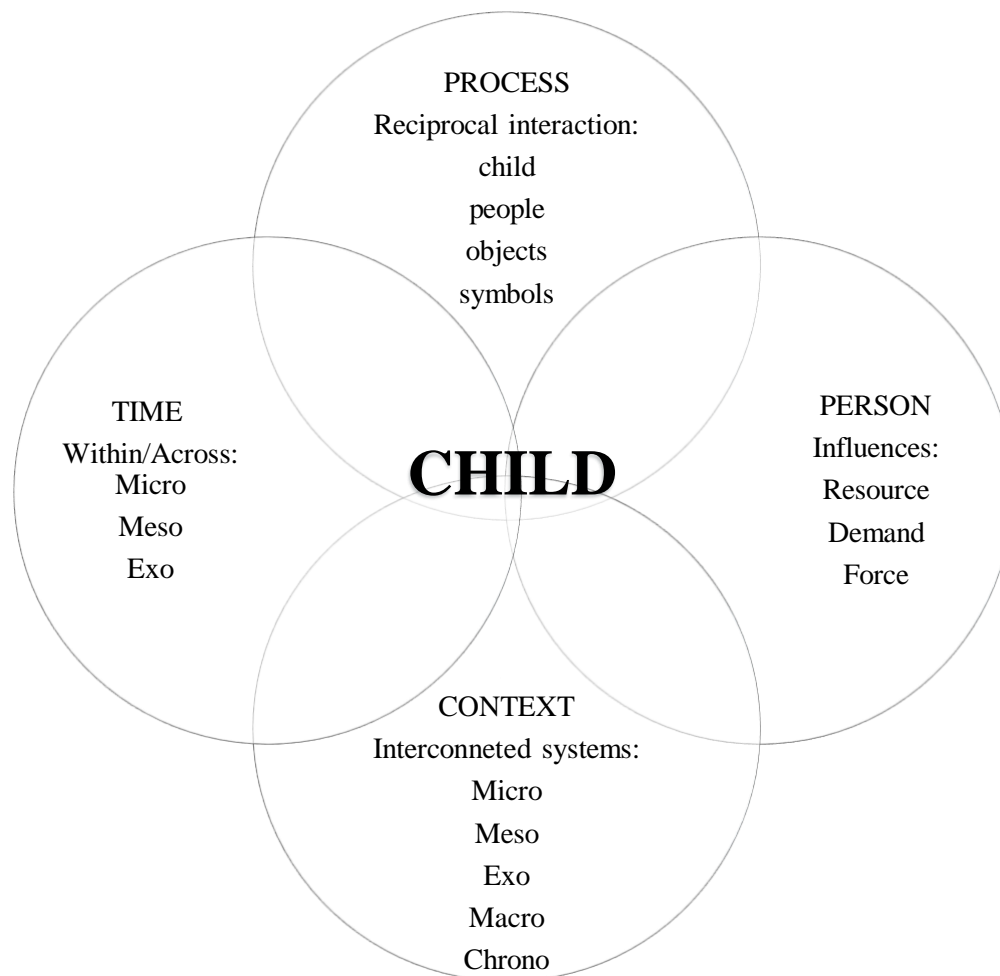 PROCESS
Reciprocal interaction:
child
people
objects
symbols
TIME
Within/Across:
Micro
Meso
Exo
CHILD
PERSON
Influences:
Resource
Demand
Force
CONTEXT
Interconneted systems:
Micro
Meso
Exo
Macro
Chrono